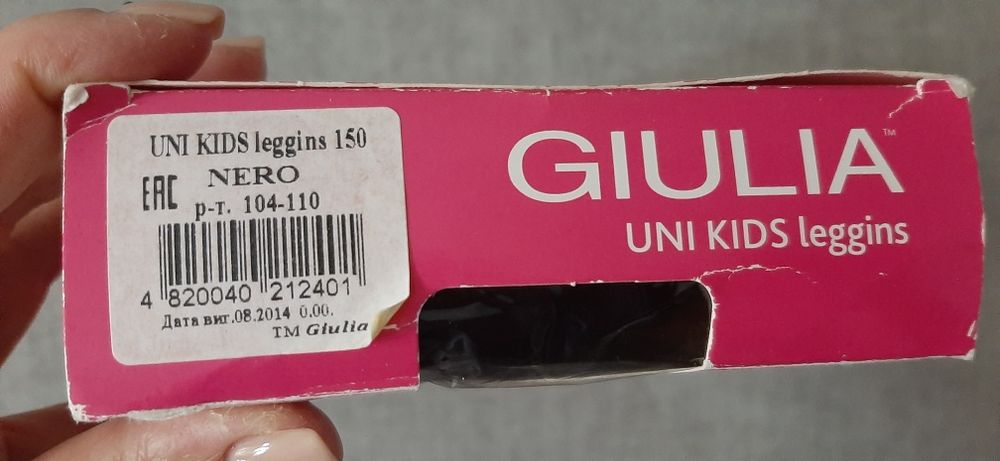 UNI KIDS leggins 150
NERO
EAC
р-т. 104-110
4 820040 212401
Дата виг.08.2014 0.00.
TM Giulia
GIULIA™
UNI KIDS leggins